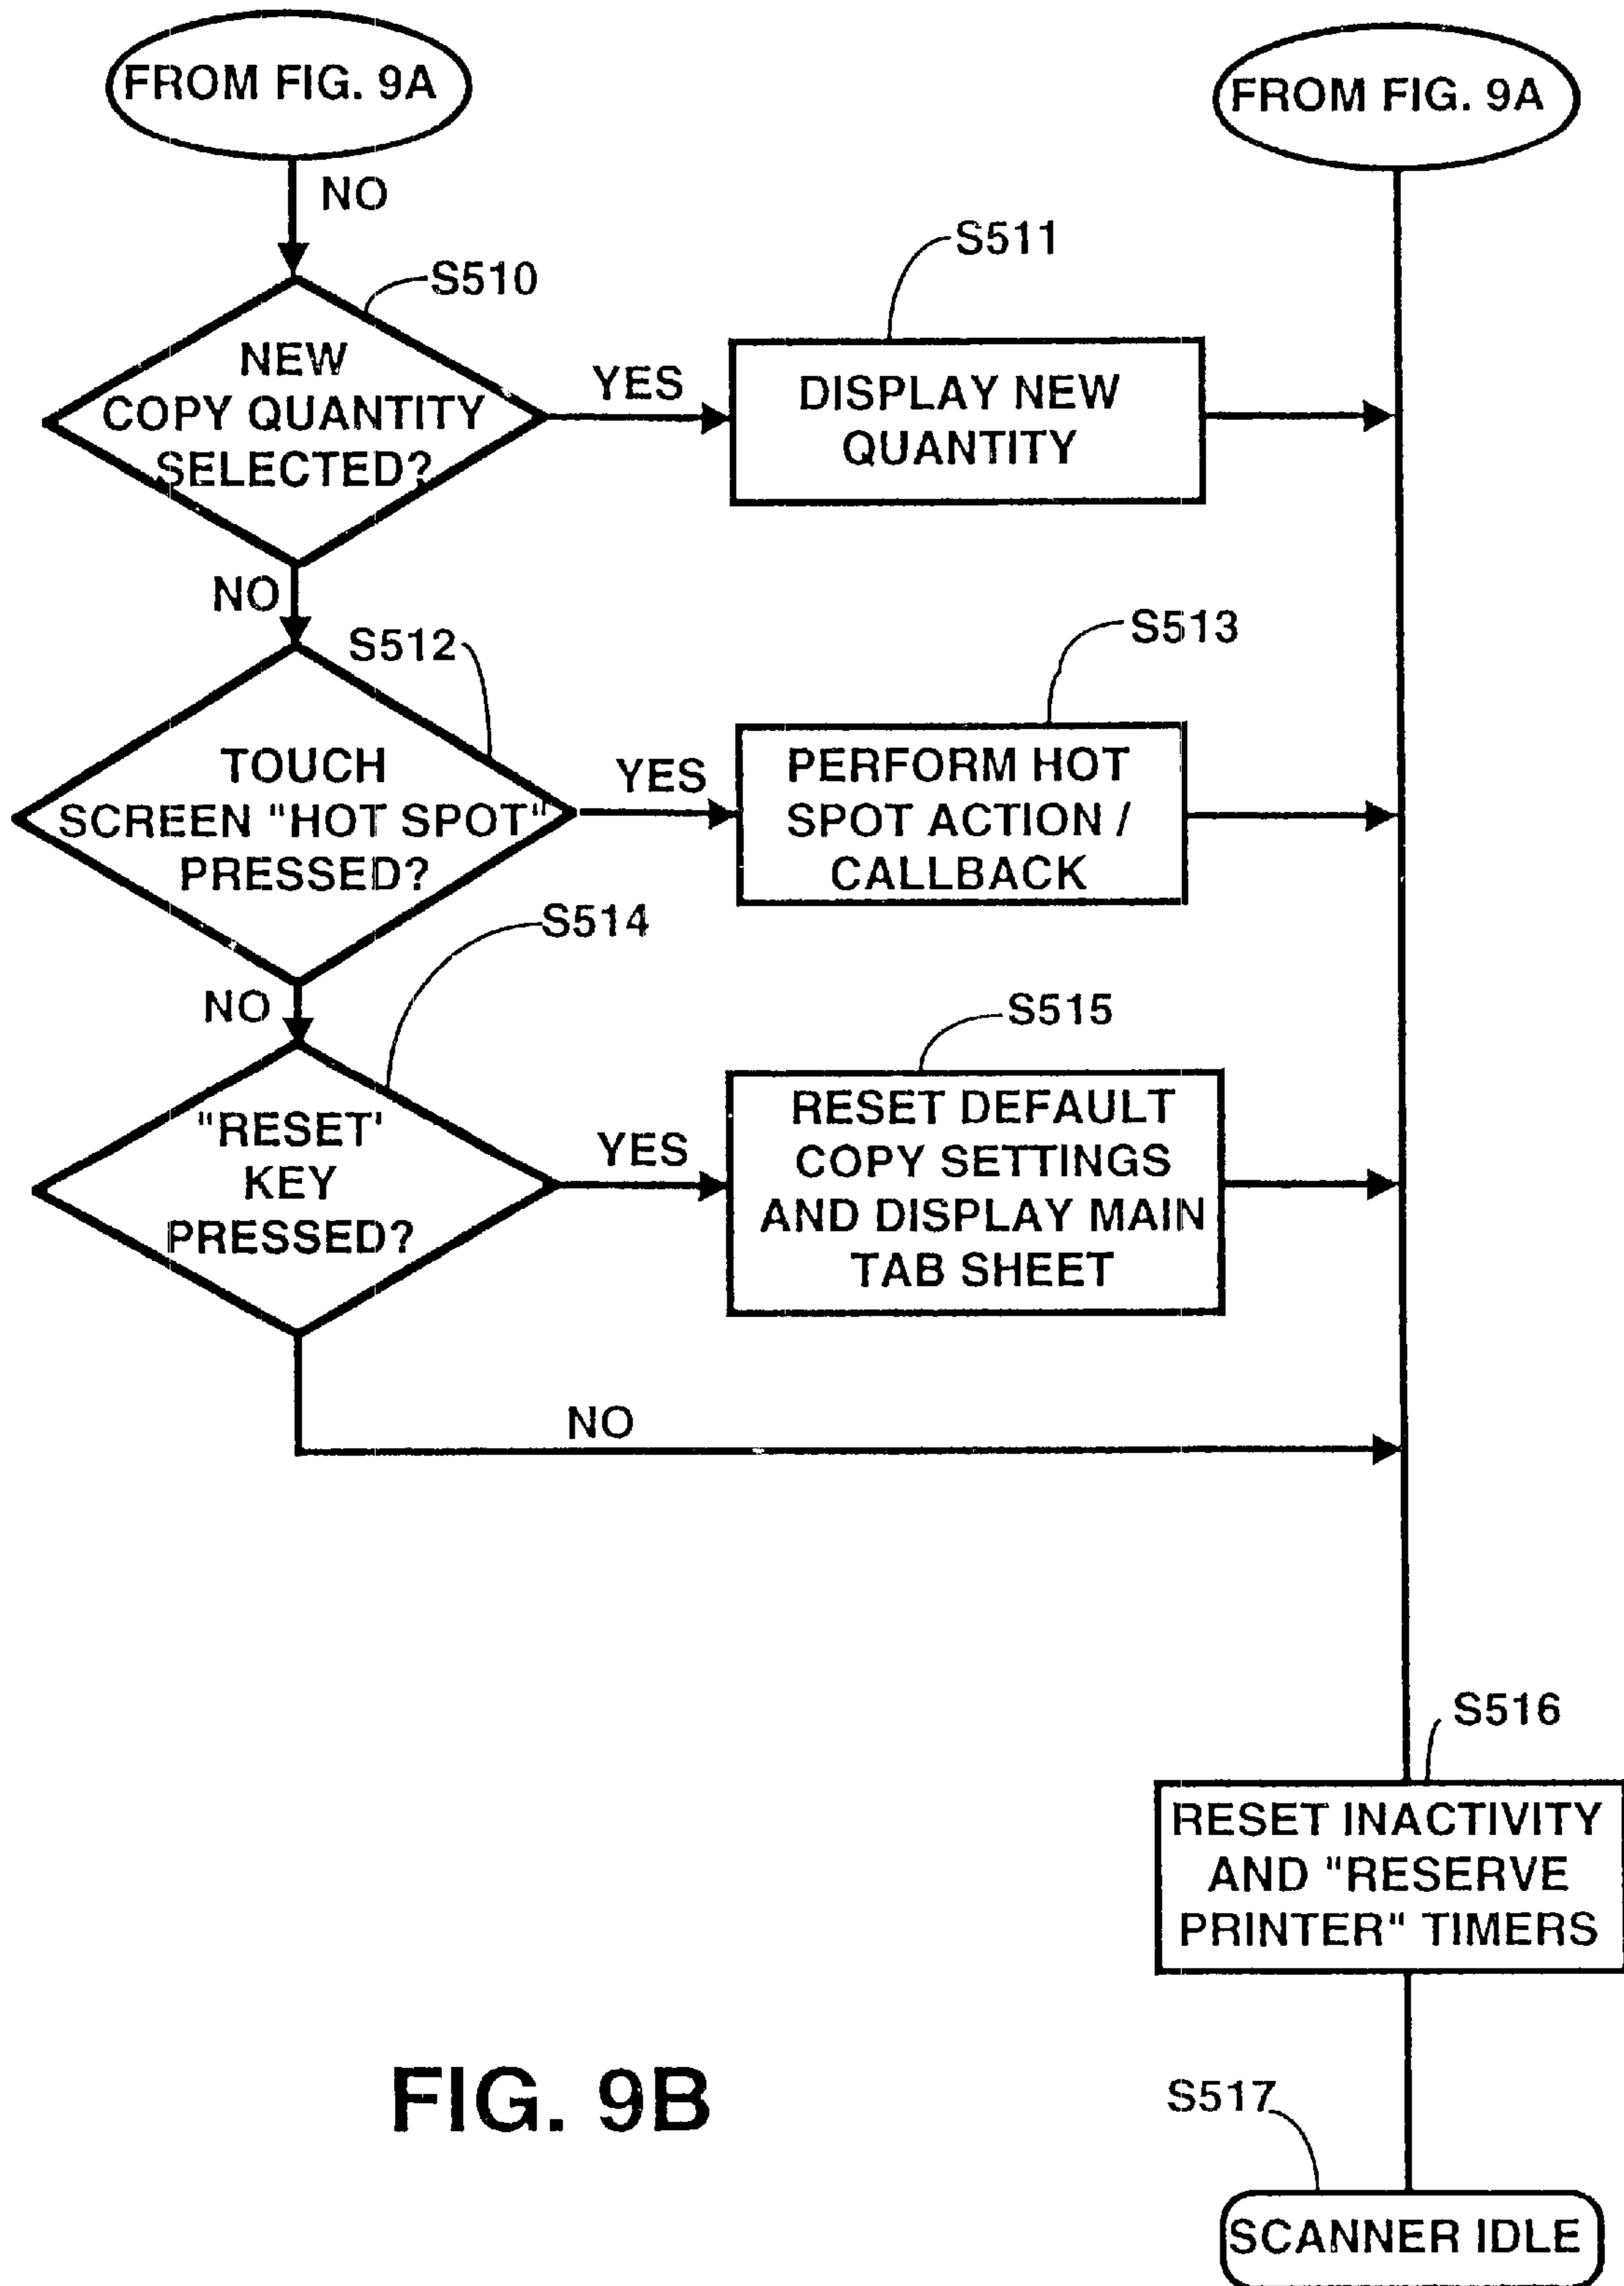 FROM FIG. 9A
FROM FIG. 9A
NO
S510
S511
NEW
COPY QUANTITY
SELECTED?
YES
DISPLAY NEW
QUANTITY
NO
S512
S513
TOUCH
SCREEN "HOT SPOT"
PRESSED?
YES
PERFORM HOT
SPOT ACTION /
CALLBACK
S514
NO
S515
"RESET'
KEY
PRESSED?
YES
RESET DEFAULT
COPY SETTINGS
AND DISPLAY MAIN
TAB SHEET
NO
S516
RESET INACTIVITY
AND "RESERVE
PRINTER" TIMERS
FIG. 9B
S517
SCANNER IDLE